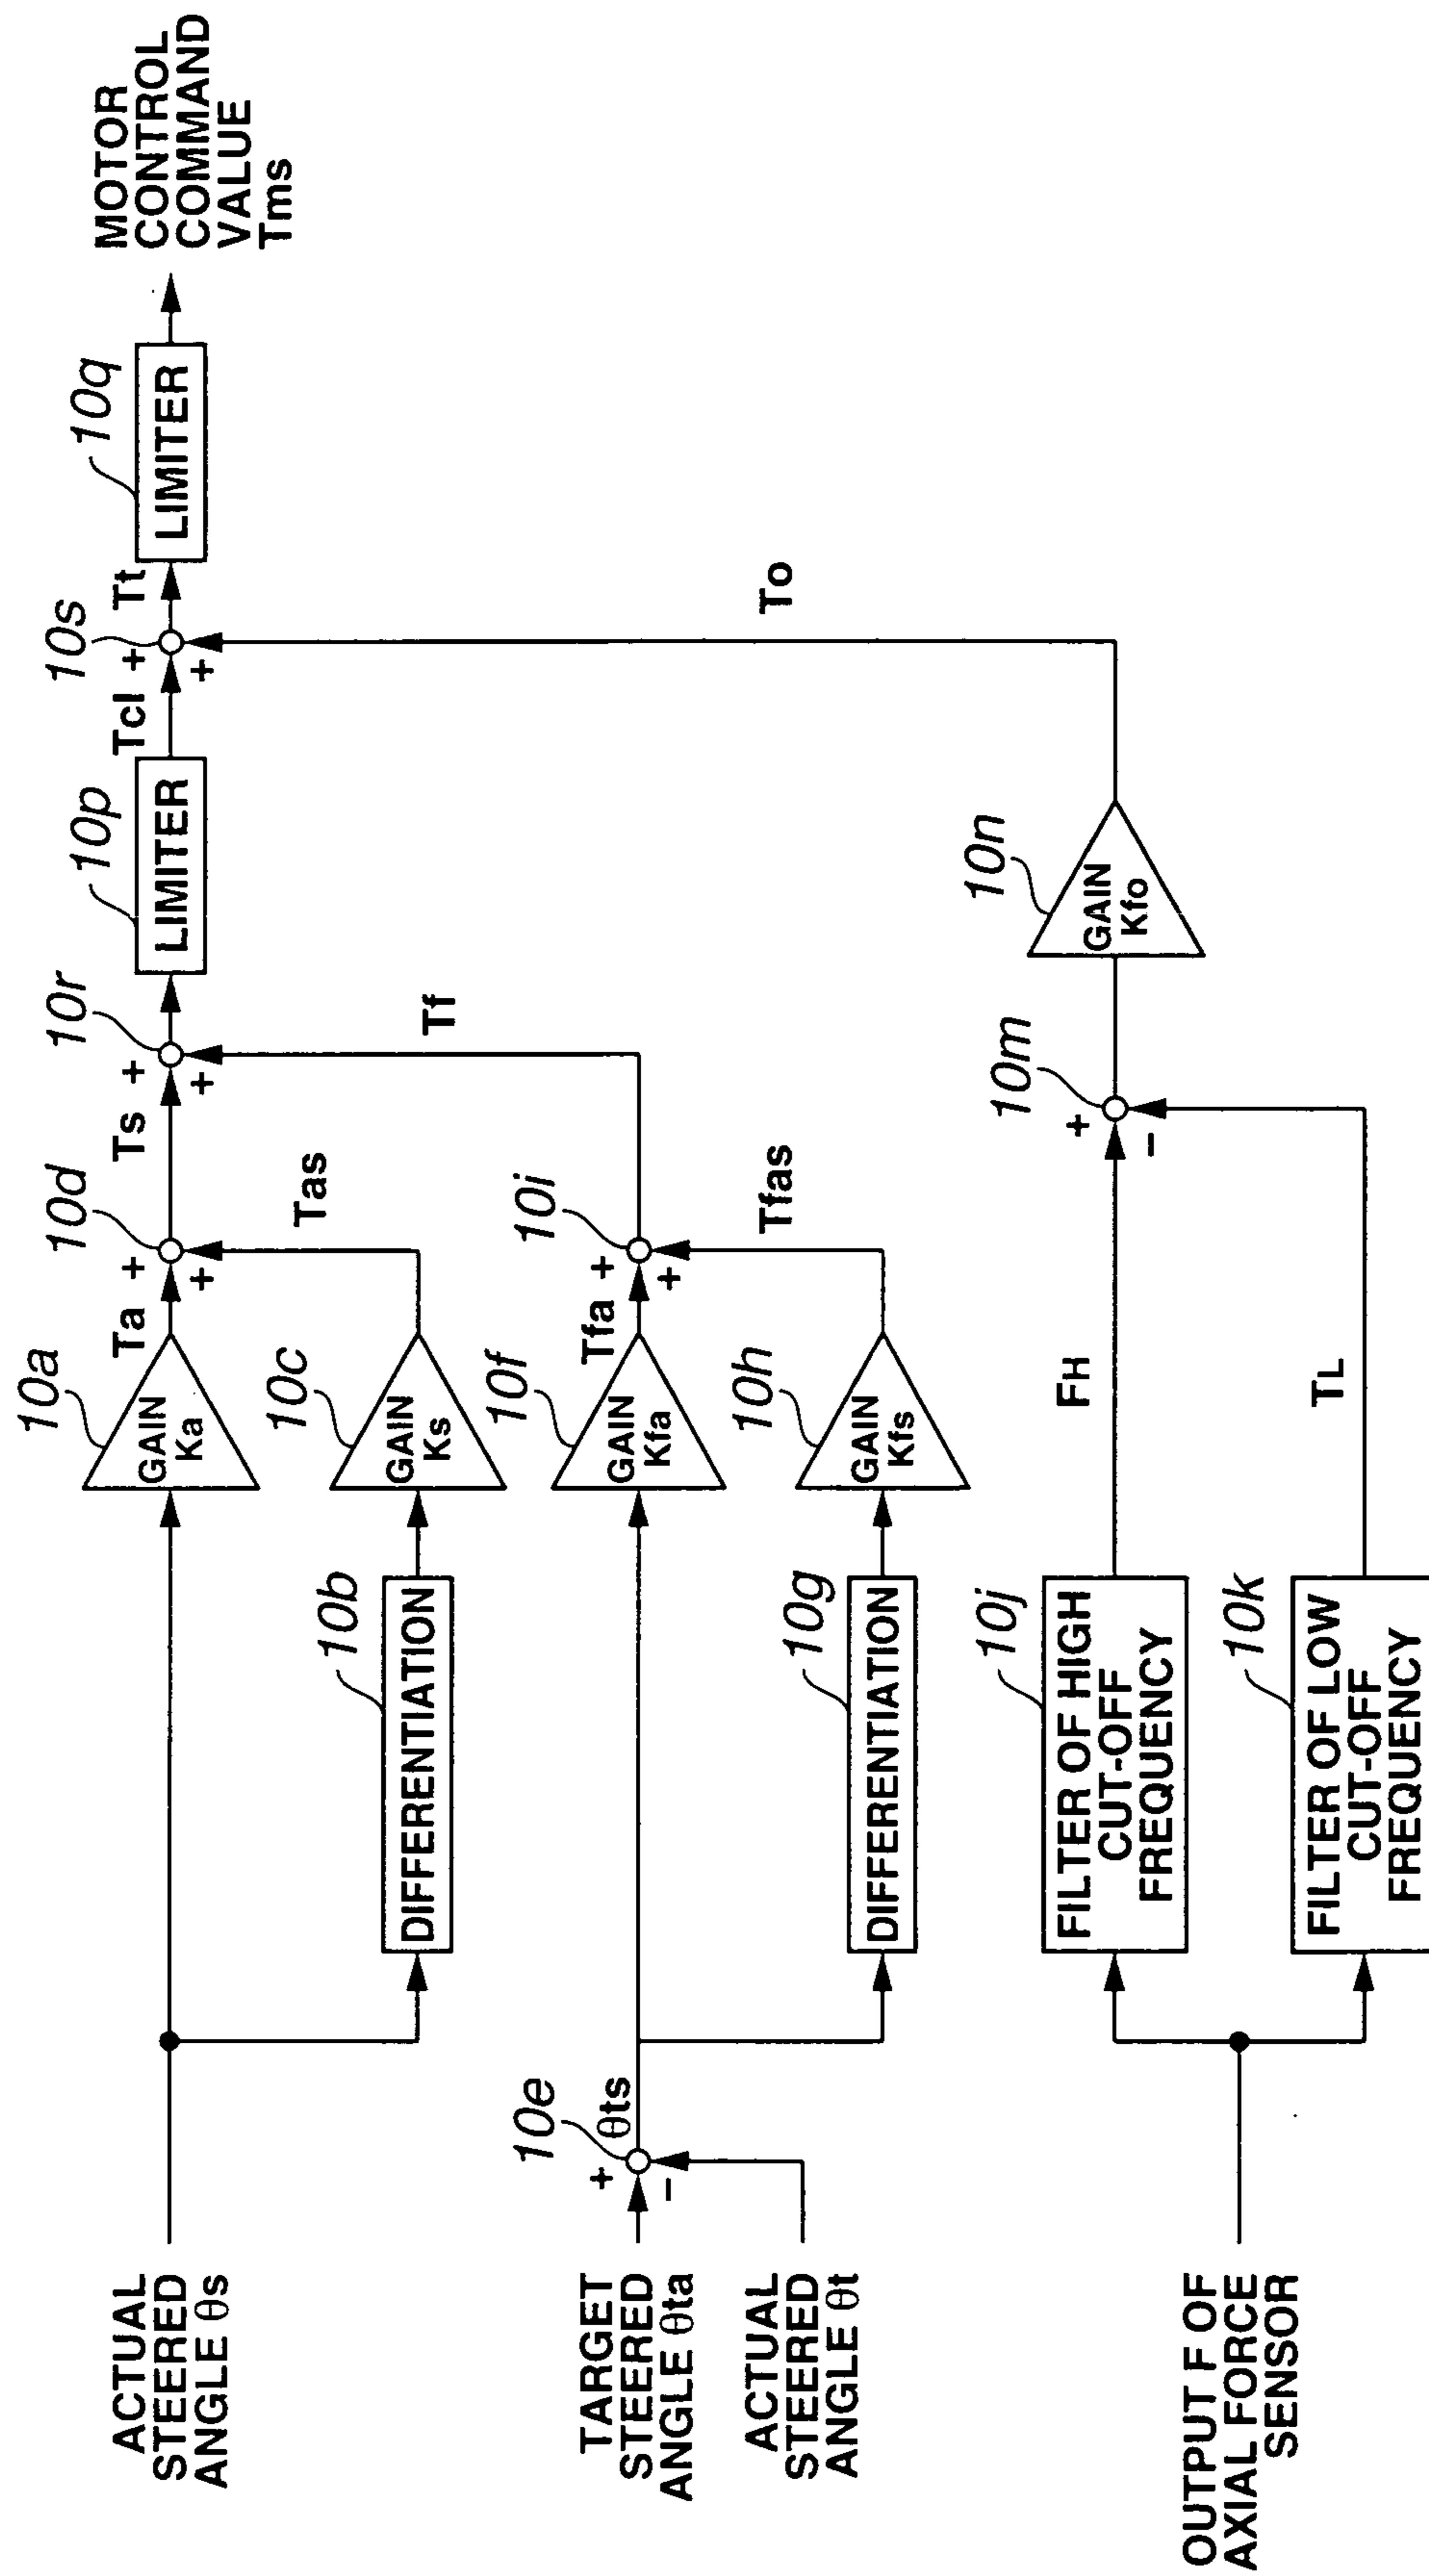 ACTUAL
STEERED
ANGLE θs
10a
GAIN
Ka
Ta
+
+
10d
Ts
+
+
10r
10p
LIMITER
Tcl
+
+
10s
Tt
10q
LIMITER
MOTOR
CONTROL
COMMAND
VALUE
Tms
10b
DIFFERENTIATION
10c
GAIN
Ks
Tas
Tf
To
TARGET
STEERED
ANGLE θta
+
−
10e
θts
10f
GAIN
Kfa
Tfa
+
+
10i
ACTUAL
STEERED
ANGLE θt
10g
DIFFERENTIATION
10h
GAIN
Kfs
Tfas
OUTPUT F OF
AXIAL FORCE
SENSOR
10j
FILTER OF HIGH
CUT-OFF
FREQUENCY
FH
+
−
10m
10n
GAIN
Kfo
10k
FILTER OF LOW
CUT-OFF
FREQUENCY
TL